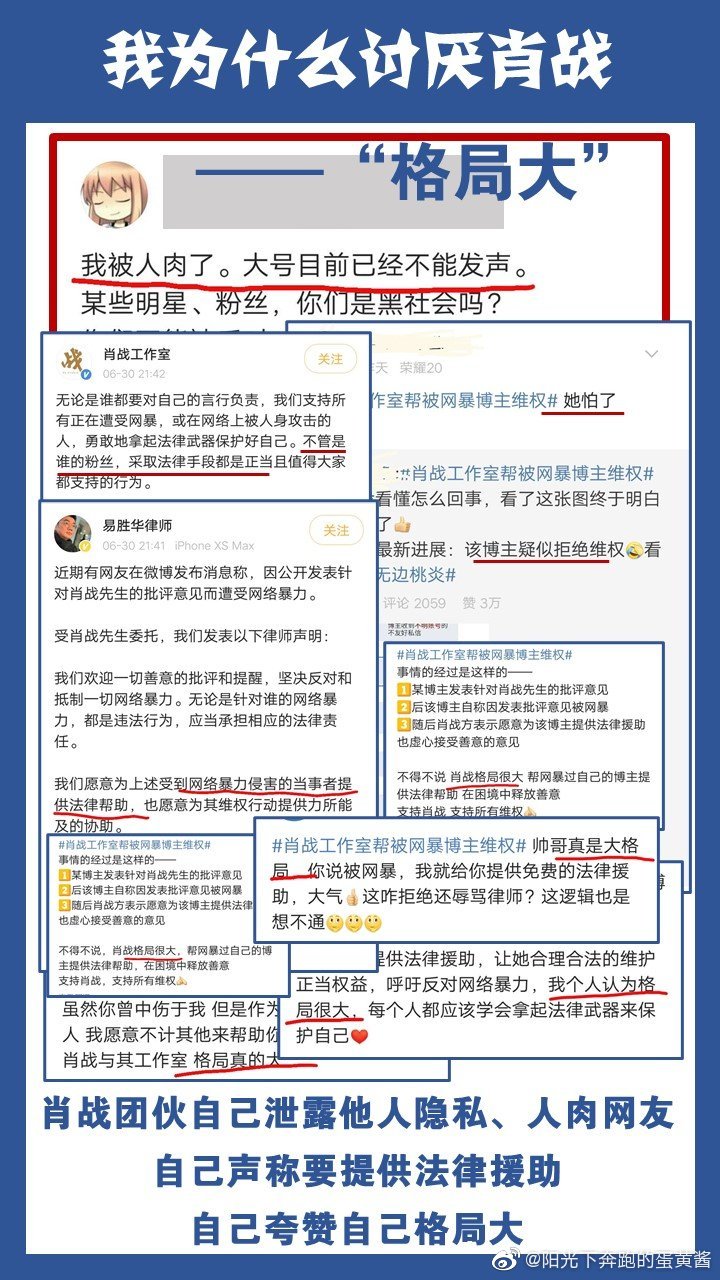 我为什么讨厌肖战
——“格局大”
我被人肉了。大号目前已经不能发声。
某些明星、粉丝，你们是黑社会吗？
肖战工作室
06-30 21:42
关注
无论是谁都要对自己的言行负责，我们支持所
有正在遭受网暴，或在网络上被人身攻击的
人，勇敢地拿起法律武器保护好自己。不管是
谁的粉丝，采取法律手段都是正当且值得大家
都支持的行为。
天 荣耀20
作室帮被网暴博主维权# 她怕了
#肖战工作室帮被网暴博主维权#
看懂怎么回事，看了这张图终于明白
了👍
最新进展：该博主疑似拒绝维权🤣看
无边桃炎#
评论 2059 赞 3万
博主收到不明账号的
不友好私信
易胜华律师
06-30 21:41 iPhone XS Max
关注
近期有网友在微博发布消息称，因公开发表针
对肖战先生的批评意见而遭受网络暴力。
受肖战先生委托，我们发表以下律师声明：
我们欢迎一切善意的批评和提醒，坚决反对和
抵制一切网络暴力。无论是针对谁的网络暴
力，都是违法行为，应当承担相应的法律责
任。
我们愿意为上述受到网络暴力侵害的当事者提
供法律帮助，也愿意为其维权行动提供力所能
及的协助。
#肖战工作室帮被网暴博主维权#
事情的经过是这样的——
1️⃣某博主发表针对肖战先生的批评意见
2️⃣后该博主自称因发表批评意见被网暴
3️⃣随后肖战方表示愿意为该博主提供法律援助
也虚心接受善意的意见
不得不说 肖战格局很大 帮网暴过自己的博主提
供法律帮助 在困境中释放善意
支持肖战 支持所有维权👍
#肖战工作室帮被网暴博主维权#
事情的经过是这样的——
1️⃣某博主发表针对肖战先生的批评意见
2️⃣后该博主自称因发表批评意见被网暴
3️⃣随后肖战方表示愿意为该博主提供法律
也虚心接受善意的意见
不得不说，肖战格局很大，帮网暴过自己的博
主提供法律帮助，在困境中释放善意
支持肖战，支持所有维权👍
#肖战工作室帮被网暴博主维权# 帅哥真是大格
局。你说被网暴，我就给你提供免费的法律援
助，大气👍这咋拒绝还辱骂律师？这逻辑也是
想不通🙄🙄🙄
提供法律援助，让她合理合法的维护
正当权益，呼吁反对网络暴力，我个人认为格
局很大，每个人都应该学会拿起法律武器来保
护自己❤️
虽然你曾中伤于我 但是作为
人 我愿意不计其他来帮助你
肖战与其工作室 格局真的大
肖战团伙自己泄露他人隐私、人肉网友
自己声称要提供法律援助
自己夸赞自己格局大
@阳光下奔跑的蛋黄酱